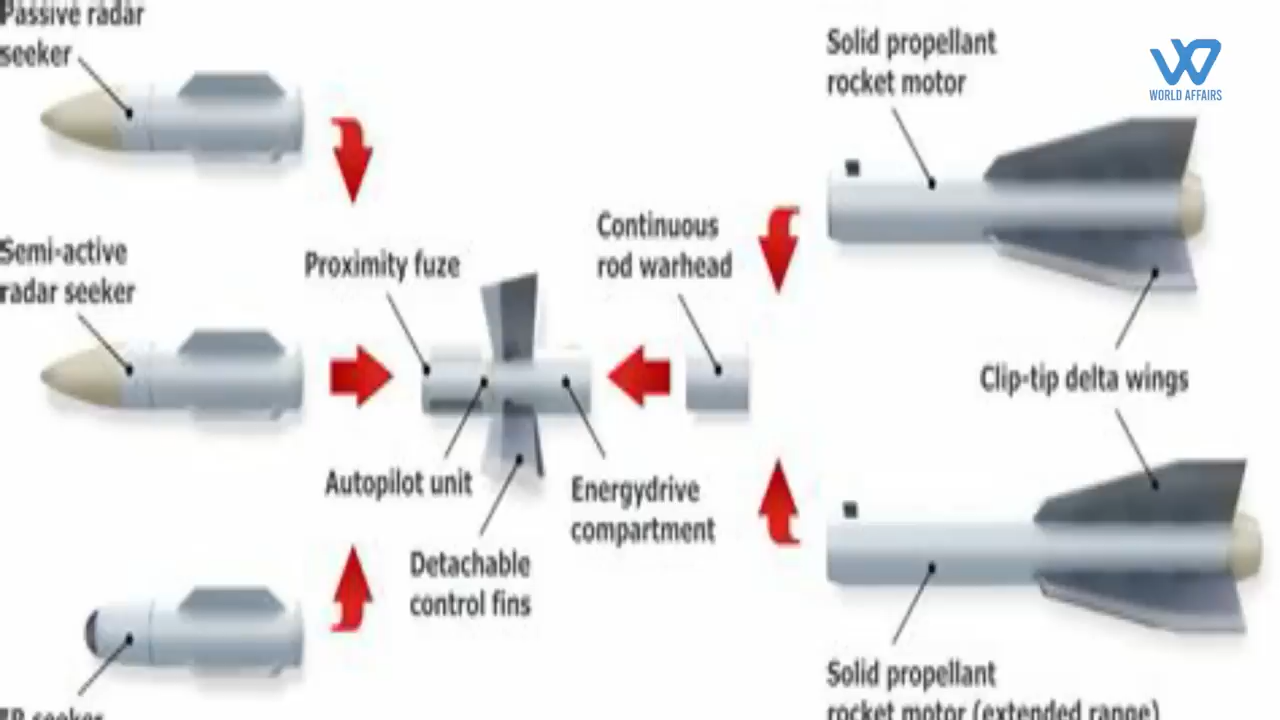 Passive radar
seeker
Solid propellant
rocket motor
WORLD AFFAIRS
Semi-active
radar seeker
Proximity fuze
Continuous
rod warhead
Clip-tip delta wings
Autopilot unit
Energydrive
compartment
Detachable
control fins
Solid propellant
rocket motor (extended range)
seeker